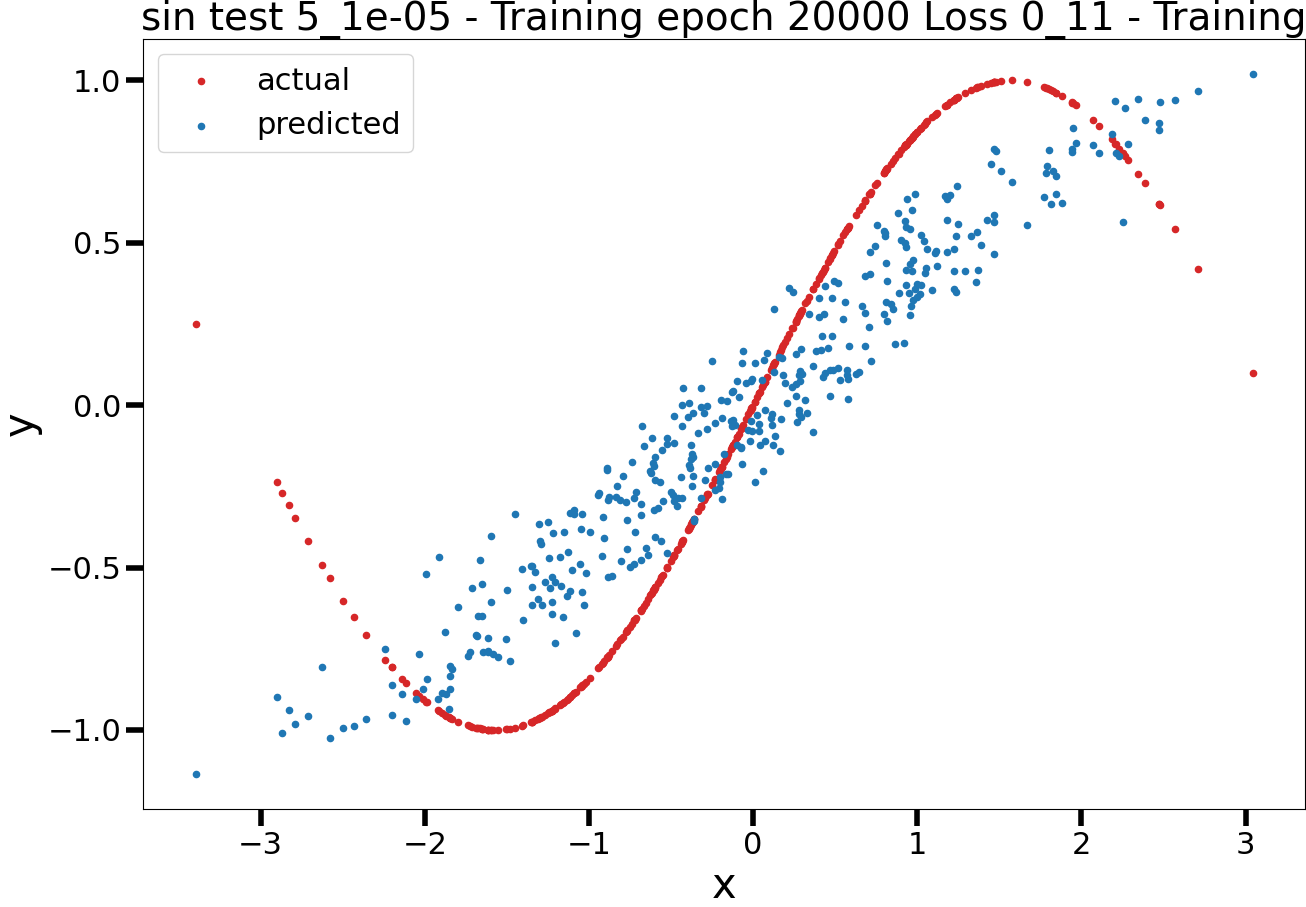 sin test 5_1e-05 - Training epoch 20000 Loss 0_11 - Training
actual
predicted
1.0
0.5
0.0
−0.5
−1.0
y
−3
−2
−1
0
1
2
3
x